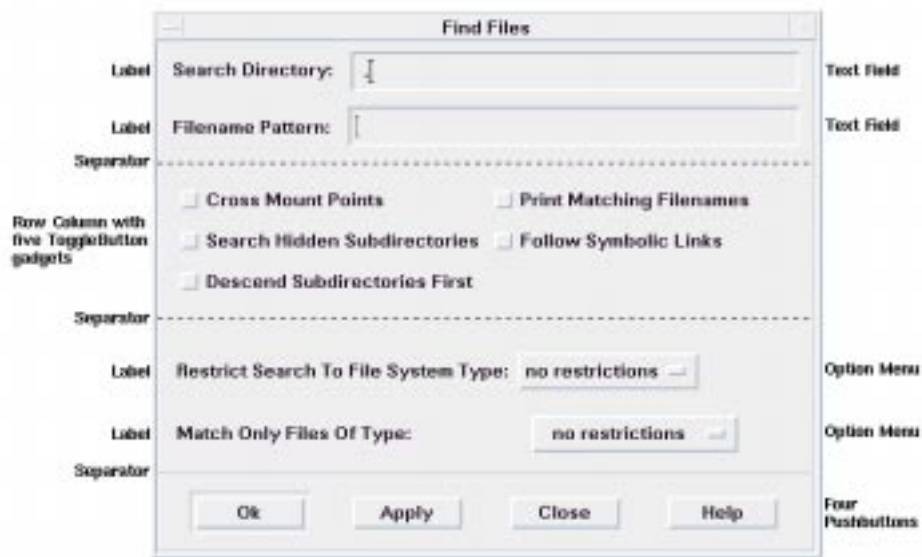 Find Files
Label Search Directory: . Text Field
Label Filename Pattern: Text Field
Separator
Cross Mount Points Print Matching Filenames
Row Column with
five ToggleButton
gadgets
Search Hidden Subdirectories Follow Symbolic Links
Descend Subdirectories First
Separator
Label Restrict Search To File System Type: no restrictions Option Menu
Label Match Only Files Of Type: no restrictions Option Menu
Separator
Ok Apply Close Help
Four
Pushbuttons